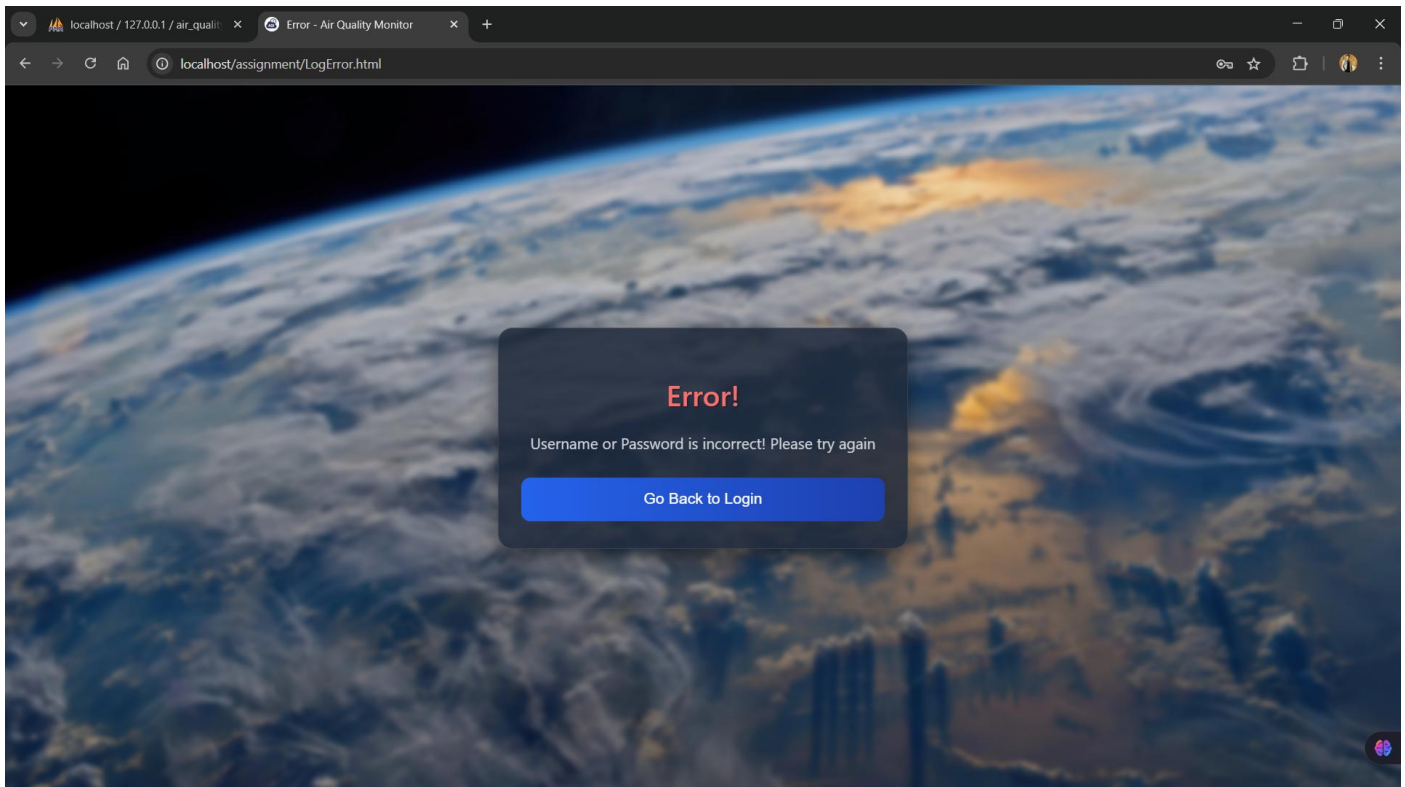 localhost / 127.0.0.1 / air_qualit
Error - Air Quality Monitor
localhost/assignment/LogError.html
Error!
Username or Password is incorrect! Please try again
Go Back to Login